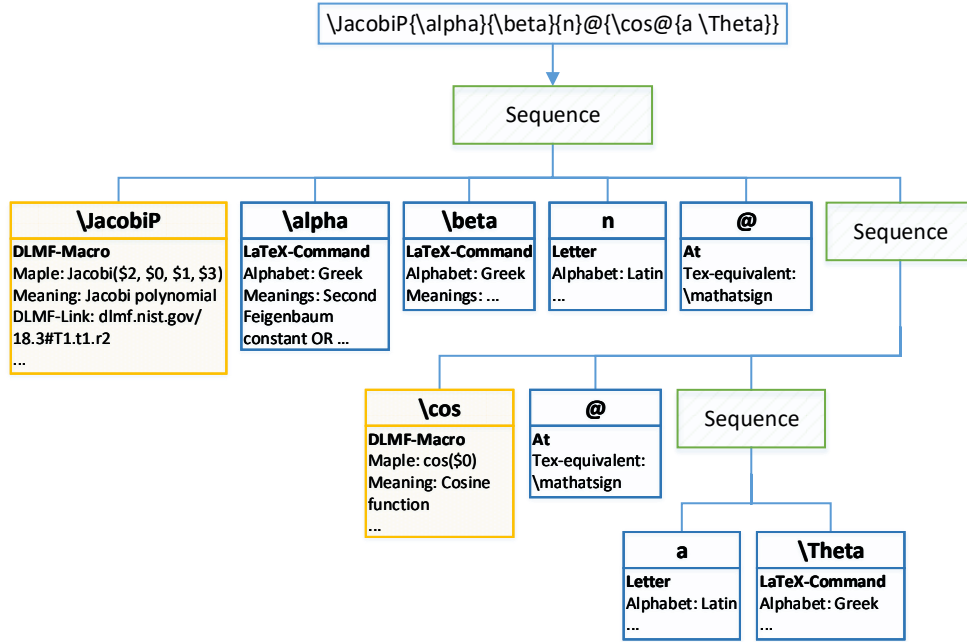 \JacobiP{\alpha}{\beta}{n}@{\cos@{a \Theta}}
Sequence
\JacobiP
DLMF-Macro
Maple: Jacobi($2, $0, $1, $3)
Meaning: Jacobi polynomial
DLMF-Link: dlmf.nist.gov/
18.3#T1.t1.r2
...
\alpha
LaTeX-Command
Alphabet: Greek
Meanings: Second
Feigenbaum
constant OR ...
\beta
LaTeX-Command
Alphabet: Greek
Meanings: ...
n
Letter
Alphabet: Latin
...
@
At
Tex-equivalent:
\mathatsign
Sequence
\cos
DLMF-Macro
Maple: cos($0)
Meaning: Cosine
function
...
@
At
Tex-equivalent:
\mathatsign
Sequence
a
Letter
Alphabet: Latin
...
\Theta
LaTeX-Command
Alphabet: Greek
...